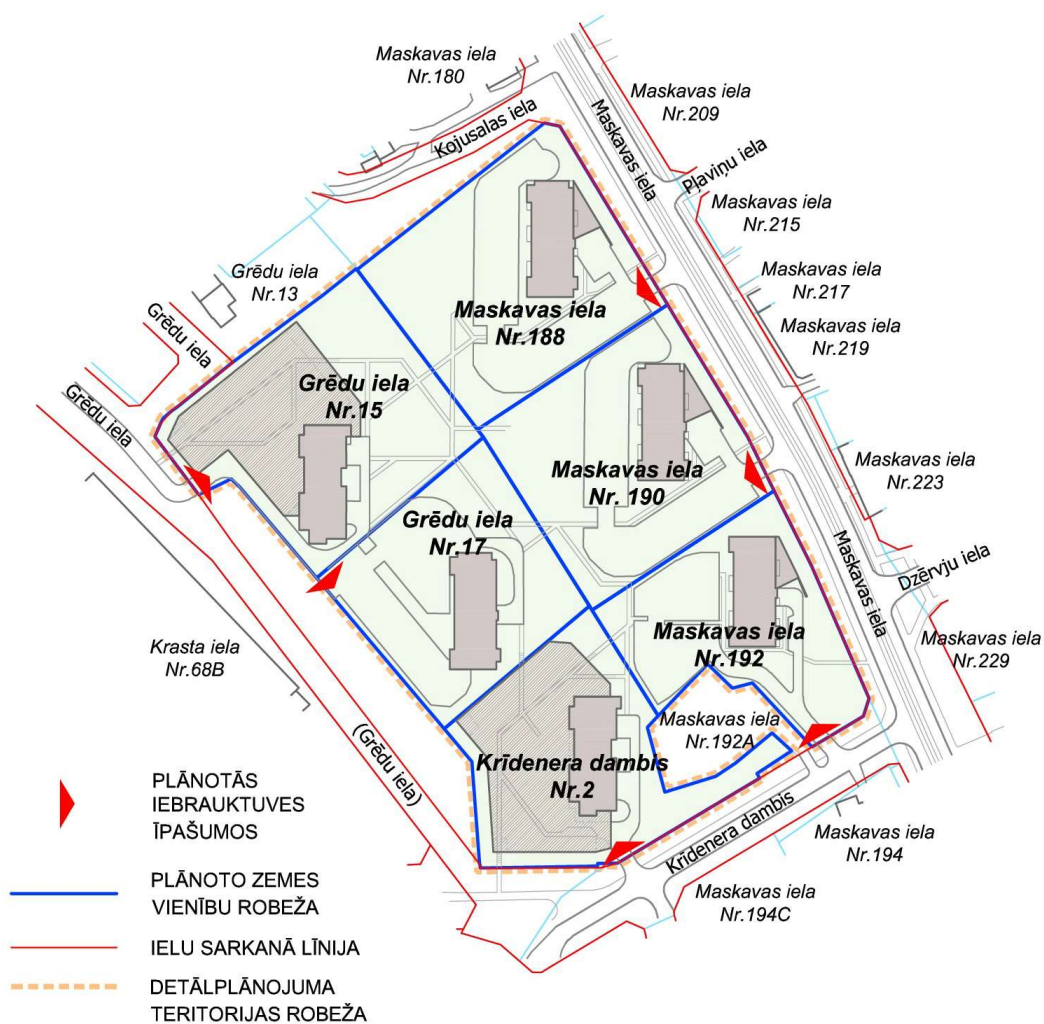 Maskavas iela
Nr.180
Kojusalas iela
Maskavas iela
Nr.209
Maskavas iela
Pļaviņu iela
Maskavas iela
Nr.215
Maskavas iela
Nr.217
Maskavas iela
Nr.219
Grēdu iela
Nr.13
Grēdu iela
Grēdu iela
Maskavas iela
Nr.188
Grēdu iela
Nr.15
Maskavas iela
Nr. 190
Maskavas iela
Nr.223
Grēdu iela
Nr.17
Maskavas iela
Dzērvju iela
Maskavas iela
Nr.192
Maskavas iela
Nr.229
Krasta iela
Nr.68B
Maskavas iela
Nr.192A
(Grēdu iela)
Krīdenera dambis
Nr.2
Krīdenera dambis
Maskavas iela
Nr.194
Maskavas iela
Nr.194C
PLĀNOTĀS
IEBRAUKTUVES
ĪPAŠUMOS
PLĀNOTO ZEMES
VIENĪBU ROBEŽA
IELU SARKANĀ LĪNIJA
DETĀLPLĀNOJUMA
TERITORIJAS ROBEŽA